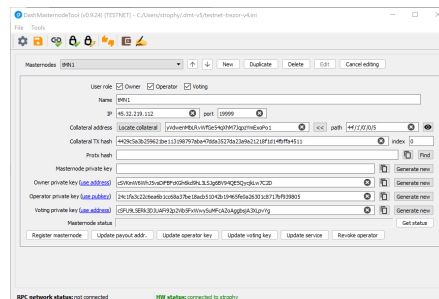 DashMasternodeTool (v0.9.24) [TESTNET] - C:/Users/strophy/.dmt-v5/testnet-trezor-v4.ini
File Tools
Masternodes tMN1 New Duplicate Delete Edit Cancel editing
User role Owner Operator Voting
Name tMN1
IP 45.32.219.112 port 19999
Collateral address Locate collateral << path 44'/1'/0'/0/5
Collateral TX hash index 0
Protx hash Find
Masternode private key Generate new
Owner private key (use address) Generate new
Operator private key (use pubkey) Generate new
Voting private key (use address) Generate new
Masternode status Get status
Register masternode Update payout addr. Update operator key Update voting key Update service Revoke operator
RPC network status: not connected HW status: connected to strophy